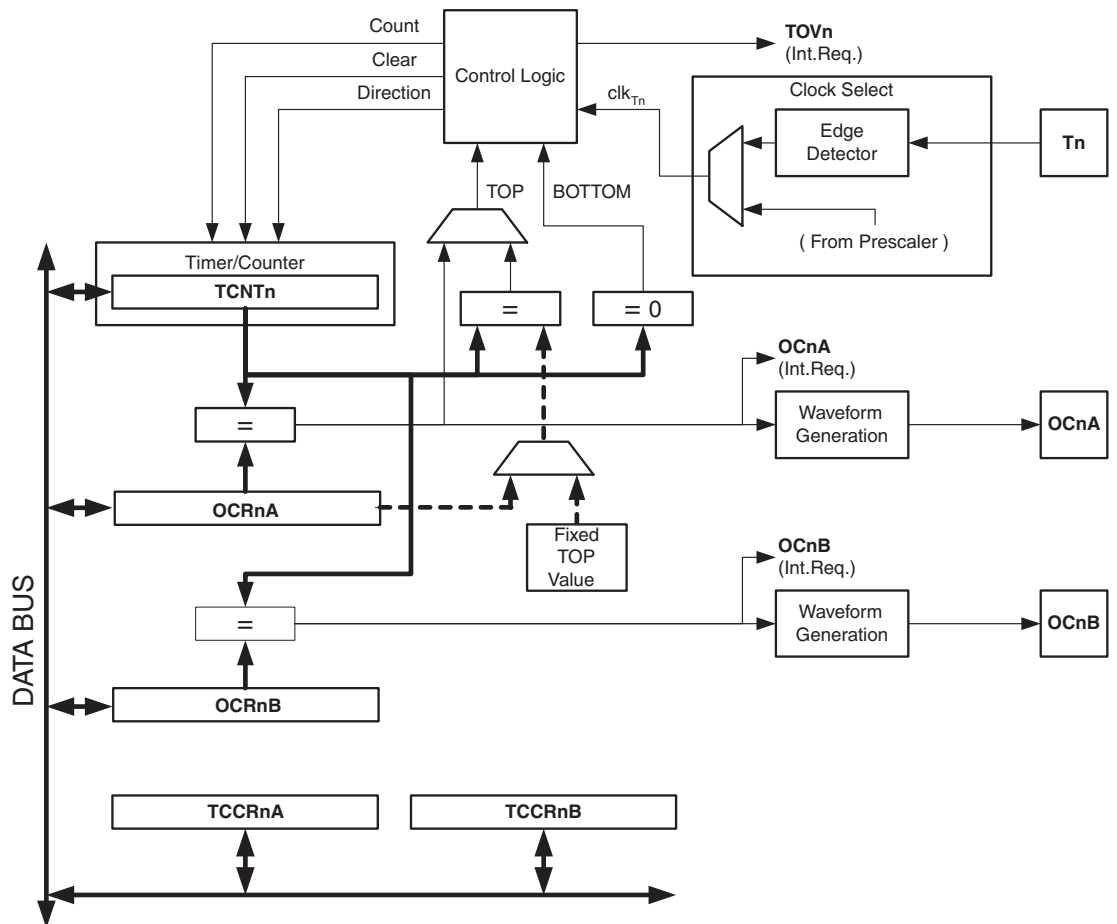 Count
Clear
Direction
Control Logic
TOVn
(Int.Req.)
clkTn
Clock Select
Edge
Detector
Tn
( From Prescaler )
TOP
BOTTOM
Timer/Counter
TCNTn
=
= 0
OCnA
(Int.Req.)
=
Waveform
Generation
OCnA
OCRnA
Fixed
TOP
Value
OCnB
(Int.Req.)
=
Waveform
Generation
OCnB
OCRnB
DATA BUS
TCCRnA
TCCRnB